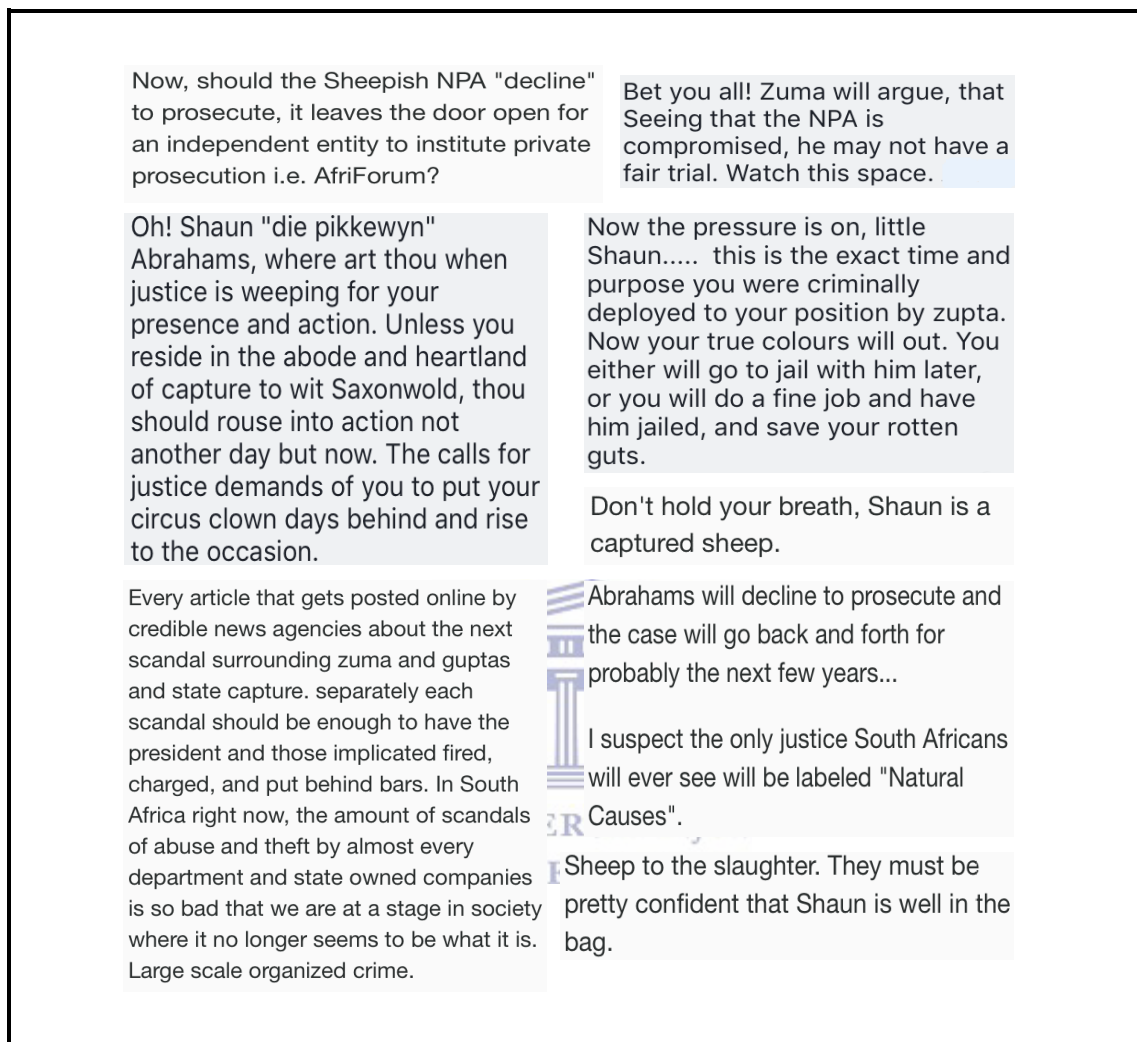 Now, should the Sheepish NPA "decline"
to prosecute, it leaves the door open for
an independent entity to institute private
prosecution i.e. AfriForum?
Bet you all! Zuma will argue, that
Seeing that the NPA is
compromised, he may not have a
fair trial. Watch this space.
Oh! Shaun "die pikkewyn"
Abrahams, where art thou when
justice is weeping for your
presence and action. Unless you
reside in the abode and heartland
of capture to wit Saxonwold, thou
should rouse into action not
another day but now. The calls for
justice demands of you to put your
circus clown days behind and rise
to the occasion.
Now the pressure is on, little
Shaun..... this is the exact time and
purpose you were criminally
deployed to your position by zupta.
Now your true colours will out. You
either will go to jail with him later,
or you will do a fine job and have
him jailed, and save your rotten
guts.
Don't hold your breath, Shaun is a
captured sheep.
Every article that gets posted online by
credible news agencies about the next
scandal surrounding zuma and guptas
and state capture. separately each
scandal should be enough to have the
president and those implicated fired,
charged, and put behind bars. In South
Africa right now, the amount of scandals
of abuse and theft by almost every
department and state owned companies
is so bad that we are at a stage in society
where it no longer seems to be what it is.
Large scale organized crime.
Abrahams will decline to prosecute and
the case will go back and forth for
probably the next few years...
I suspect the only justice South Africans
will ever see will be labeled "Natural
Causes".
Sheep to the slaughter. They must be
pretty confident that Shaun is well in the
bag.